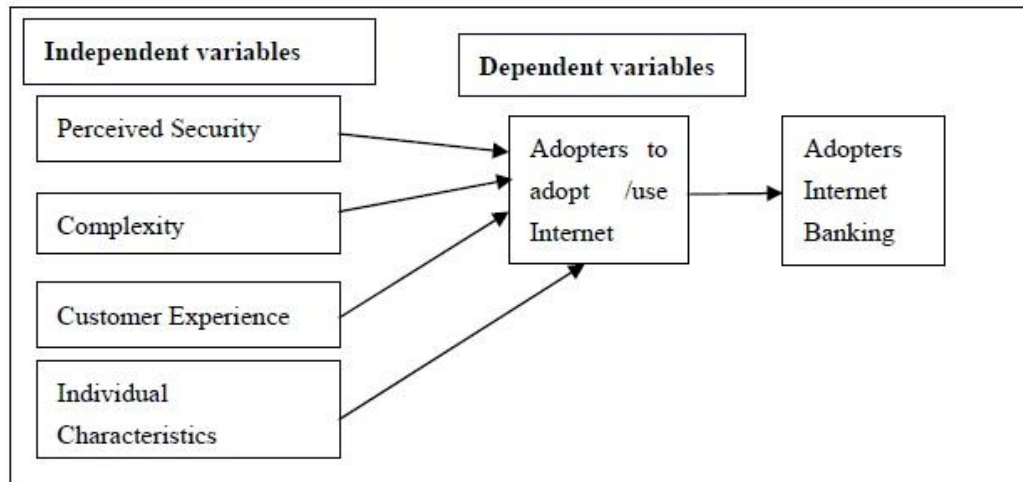 Independent variables
Dependent variables
Perceived Security
Complexity
Customer Experience
Individual
Characteristics
Adopters to
adopt /use
Internet
Adopters
Internet
Banking